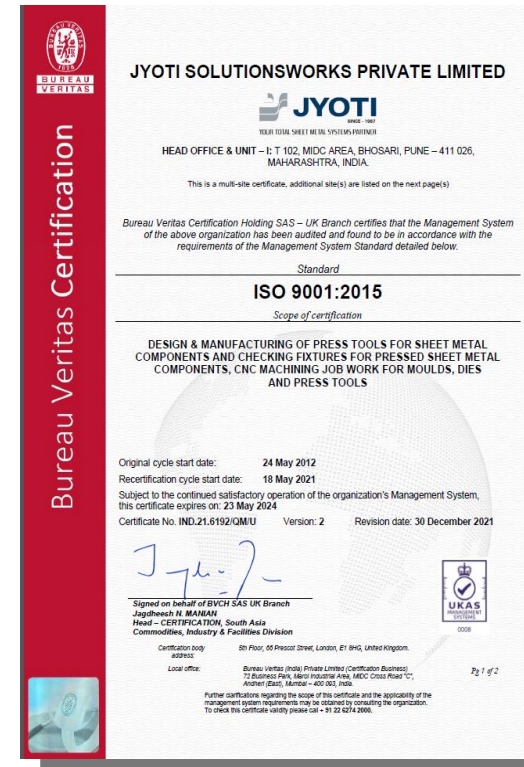 BUREAU
VERITAS
Bureau Veritas Certification
JYOTI SOLUTIONSWORKS PRIVATE LIMITED
JYOTI
SINCE - 1987
YOUR TOTAL SHEET METAL SYSTEMS PARTNER
HEAD OFFICE & UNIT – I: T 102, MIDC AREA, BHOSARI, PUNE – 411 026,
MAHARASHTRA, INDIA.
This is a multi-site certificate, additional site(s) are listed on the next page(s)
Bureau Veritas Certification Holding SAS – UK Branch certifies that the Management System
of the above organization has been audited and found to be in accordance with the
requirements of the Management System Standard detailed below.
Standard
ISO 9001:2015
Scope of certification
DESIGN & MANUFACTURING OF PRESS TOOLS FOR SHEET METAL
COMPONENTS AND CHECKING FIXTURES FOR PRESSED SHEET METAL
COMPONENTS, CNC MACHINING JOB WORK FOR MOULDS, DIES
AND PRESS TOOLS
Original cycle start date: 24 May 2012
Recertification cycle start date: 18 May 2021
Subject to the continued satisfactory operation of the organization's Management System,
this certificate expires on: 23 May 2024
Certificate No. IND.21.6192/QM/U Version: 2 Revision date: 30 December 2021
Signed on behalf of BVCH SAS UK Branch
Jagdheesh N. MANIAN
Head – CERTIFICATION, South Asia
Commodities, Industry & Facilities Division
UKAS
MANAGEMENT
SYSTEMS
0008
Certification body
address: 5th Floor, 66 Prescot Street, London, E1 8HG, United Kingdom.
Local office: Bureau Veritas (India) Private Limited (Certification Business)
72 Business Park, Marol Industrial Area, MIDC Cross Road "C",
Andheri (East), Mumbai – 400 093, India.
Pg 1 of 2
Further clarifications regarding the scope of this certificate and the applicability of the
management system requirements may be obtained by consulting the organization.
To check this certificate validity please call + 91 22 6274 2000.